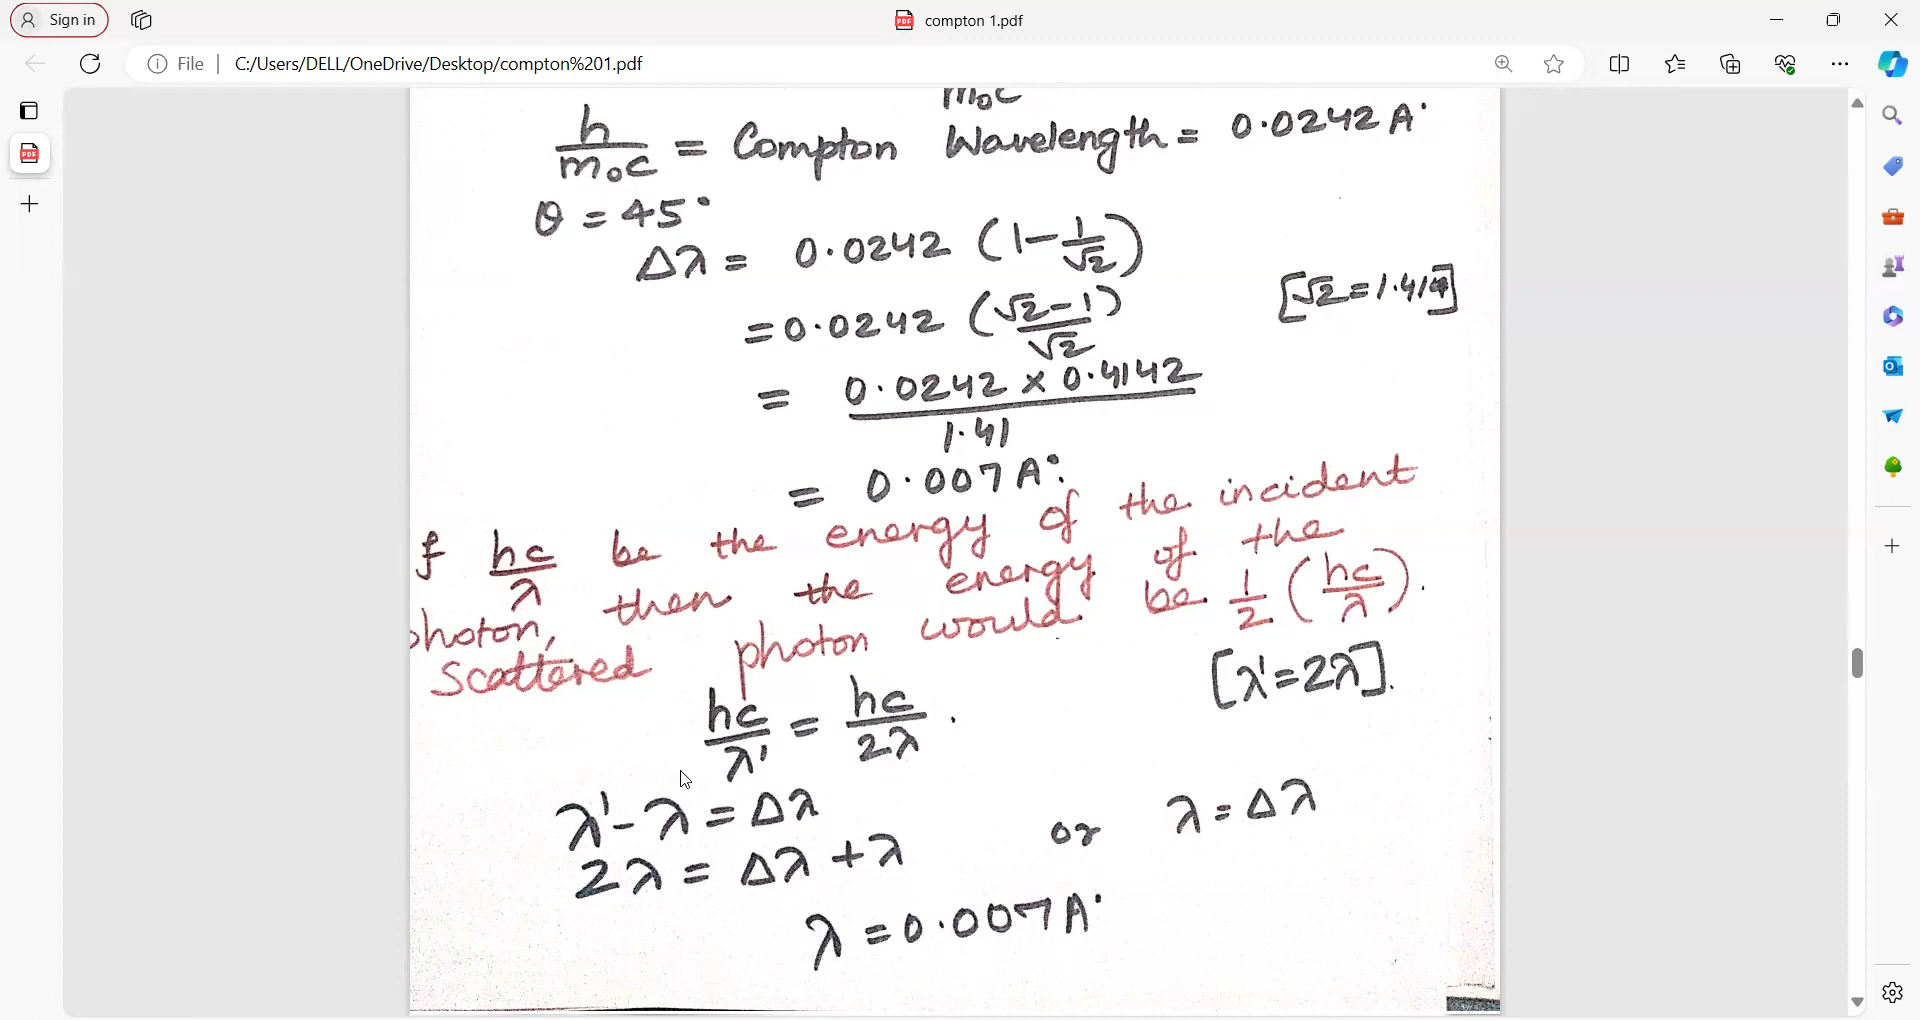 Sign in
compton 1.pdf
File
C:/Users/DELL/OneDrive/Desktop/compton%201.pdf
m₀c
h/m₀c = Compton Wavelength = 0.0242 A°
θ = 45°
Δλ = 0.0242 (1 - 1/√2)
= 0.0242 (√2 - 1)/√2 [√2 = 1.414]
= 0.0242 × 0.4142 / 1.41
= 0.007 A°.
f hc/λ be the energy of the incident
photon, then the energy of the
scattered photon would be 1/2 (hc/λ).
hc/λ' = hc/2λ . [λ' = 2λ].
λ' - λ = Δλ
2λ = Δλ + λ or λ = Δλ
λ = 0.007 A°